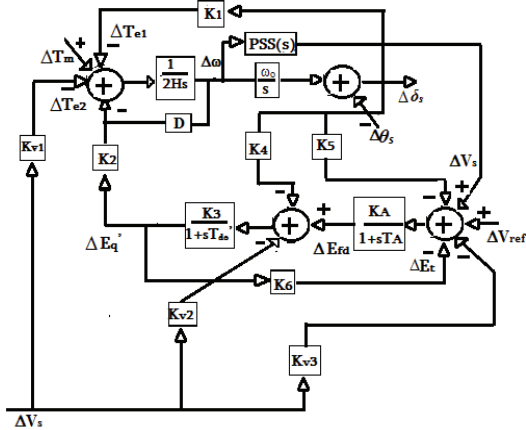 K1
ΔTe1
ΔTm
ΔTe2
1
2Hs
Δω
PSS(s)
ωo
s
Δδs
Δθs
D
Kv1
K2
K4
K5
ΔVs
K3
1+sTdo'
KA
1+sTA
ΔVref
ΔEfd
ΔEq'
ΔEt
K6
Kv2
Kv3
ΔVs